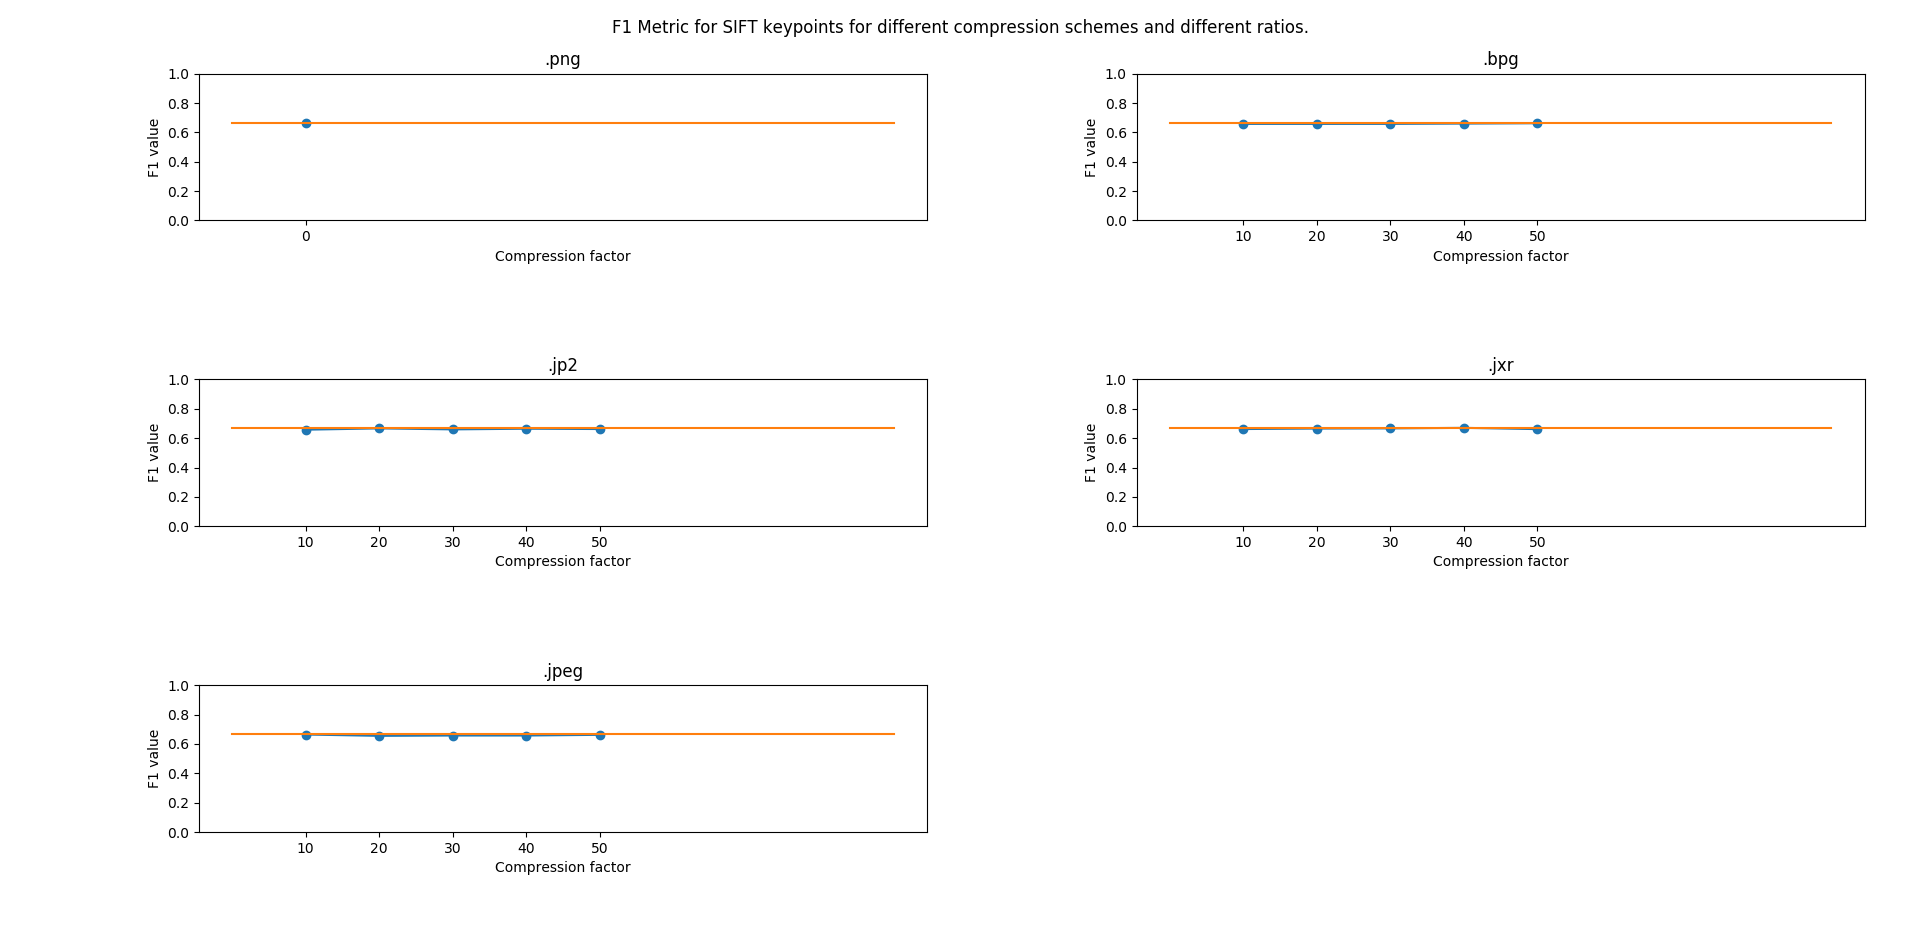 F1 Metric for SIFT keypoints for different compression schemes and different ratios.
.png
1.0
0.8
0.6
0.4
0.2
0.0
F1 value
0
Compression factor
.bpg
1.0
0.8
0.6
0.4
0.2
0.0
F1 value
10 20 30 40 50
Compression factor
.jp2
1.0
0.8
0.6
0.4
0.2
0.0
F1 value
10 20 30 40 50
Compression factor
.jxr
1.0
0.8
0.6
0.4
0.2
0.0
F1 value
10 20 30 40 50
Compression factor
.jpeg
1.0
0.8
0.6
0.4
0.2
0.0
F1 value
10 20 30 40 50
Compression factor